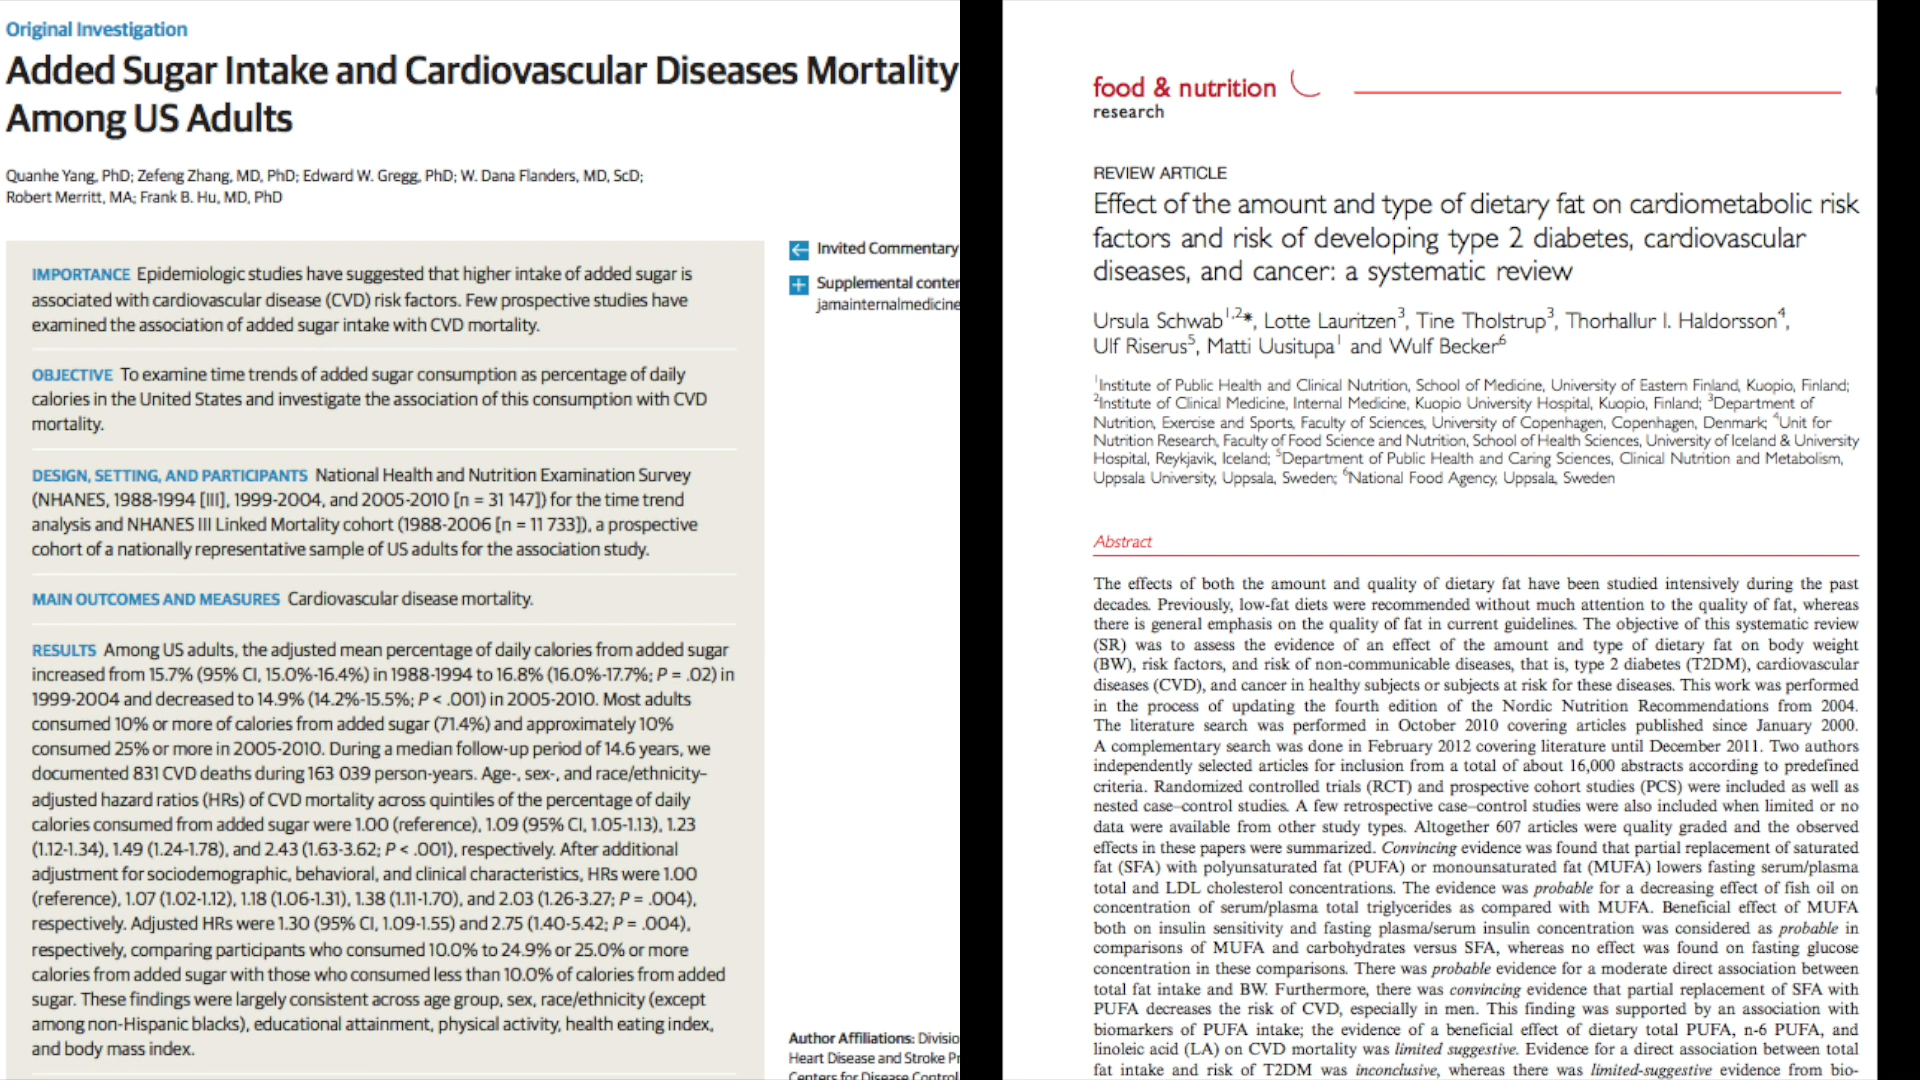 Original Investigation
Added Sugar Intake and Cardiovascular Diseases Mortality
Among US Adults
Quanhe Yang, PhD; Zefeng Zhang, MD, PhD; Edward W. Gregg, PhD; W. Dana Flanders, MD, ScD;
Robert Merritt, MA; Frank B. Hu, MD, PhD
IMPORTANCE Epidemiologic studies have suggested that higher intake of added sugar is
associated with cardiovascular disease (CVD) risk factors. Few prospective studies have
examined the association of added sugar intake with CVD mortality.
OBJECTIVE To examine time trends of added sugar consumption as percentage of daily
calories in the United States and investigate the association of this consumption with CVD
mortality.
DESIGN, SETTING, AND PARTICIPANTS National Health and Nutrition Examination Survey
(NHANES, 1988-1994 [III], 1999-2004, and 2005-2010 [n = 31 147]) for the time trend
analysis and NHANES III Linked Mortality cohort (1988-2006 [n = 11 733]), a prospective
cohort of a nationally representative sample of US adults for the association study.
MAIN OUTCOMES AND MEASURES Cardiovascular disease mortality.
RESULTS Among US adults, the adjusted mean percentage of daily calories from added sugar
increased from 15.7% (95% CI, 15.0%-16.4%) in 1988-1994 to 16.8% (16.0%-17.7%; P = .02) in
1999-2004 and decreased to 14.9% (14.2%-15.5%; P < .001) in 2005-2010. Most adults
consumed 10% or more of calories from added sugar (71.4%) and approximately 10%
consumed 25% or more in 2005-2010. During a median follow-up period of 14.6 years, we
documented 831 CVD deaths during 163 039 person-years. Age-, sex-, and race/ethnicity–
adjusted hazard ratios (HRs) of CVD mortality across quintiles of the percentage of daily
calories consumed from added sugar were 1.00 (reference), 1.09 (95% CI, 1.05-1.13), 1.23
(1.12-1.34), 1.49 (1.24-1.78), and 2.43 (1.63-3.62; P < .001), respectively. After additional
adjustment for sociodemographic, behavioral, and clinical characteristics, HRs were 1.00
(reference), 1.07 (1.02-1.12), 1.18 (1.06-1.31), 1.38 (1.11-1.70), and 2.03 (1.26-3.27; P = .004),
respectively. Adjusted HRs were 1.30 (95% CI, 1.09-1.55) and 2.75 (1.40-5.42; P = .004),
respectively, comparing participants who consumed 10.0% to 24.9% or 25.0% or more
calories from added sugar with those who consumed less than 10.0% of calories from added
sugar. These findings were largely consistent across age group, sex, race/ethnicity (except
among non-Hispanic blacks), educational attainment, physical activity, health eating index,
and body mass index.
Invited Commentary
Supplemental conter
jamainternalmedicine
Author Affiliations: Divisio
Heart Disease and Stroke Pr
Centers for Disease Control
food & nutrition
research
REVIEW ARTICLE
Effect of the amount and type of dietary fat on cardiometabolic risk
factors and risk of developing type 2 diabetes, cardiovascular
diseases, and cancer: a systematic review
Ursula Schwab1,2*, Lotte Lauritzen3, Tine Tholstrup3, Thorhallur I. Haldorsson4,
Ulf Riserus5, Matti Uusitupa1 and Wulf Becker6
1Institute of Public Health and Clinical Nutrition, School of Medicine, University of Eastern Finland, Kuopio, Finland;
2Institute of Clinical Medicine, Internal Medicine, Kuopio University Hospital, Kuopio, Finland; 3Department of
Nutrition, Exercise and Sports, Faculty of Sciences, University of Copenhagen, Copenhagen, Denmark; 4Unit for
Nutrition Research, Faculty of Food Science and Nutrition, School of Health Sciences, University of Iceland & University
Hospital, Reykjavik, Iceland; 5Department of Public Health and Caring Sciences, Clinical Nutrition and Metabolism,
Uppsala University, Uppsala, Sweden; 6National Food Agency, Uppsala, Sweden
Abstract
The effects of both the amount and quality of dietary fat have been studied intensively during the past
decades. Previously, low-fat diets were recommended without much attention to the quality of fat, whereas
there is general emphasis on the quality of fat in current guidelines. The objective of this systematic review
(SR) was to assess the evidence of an effect of the amount and type of dietary fat on body weight
(BW), risk factors, and risk of non-communicable diseases, that is, type 2 diabetes (T2DM), cardiovascular
diseases (CVD), and cancer in healthy subjects or subjects at risk for these diseases. This work was performed
in the process of updating the fourth edition of the Nordic Nutrition Recommendations from 2004.
The literature search was performed in October 2010 covering articles published since January 2000.
A complementary search was done in February 2012 covering literature until December 2011. Two authors
independently selected articles for inclusion from a total of about 16,000 abstracts according to predefined
criteria. Randomized controlled trials (RCT) and prospective cohort studies (PCS) were included as well as
nested case–control studies. A few retrospective case–control studies were also included when limited or no
data were available from other study types. Altogether 607 articles were quality graded and the observed
effects in these papers were summarized. Convincing evidence was found that partial replacement of saturated
fat (SFA) with polyunsaturated fat (PUFA) or monounsaturated fat (MUFA) lowers fasting serum/plasma
total and LDL cholesterol concentrations. The evidence was probable for a decreasing effect of fish oil on
concentration of serum/plasma total triglycerides as compared with MUFA. Beneficial effect of MUFA
both on insulin sensitivity and fasting plasma/serum insulin concentration was considered as probable in
comparisons of MUFA and carbohydrates versus SFA, whereas no effect was found on fasting glucose
concentration in these comparisons. There was probable evidence for a moderate direct association between
total fat intake and BW. Furthermore, there was convincing evidence that partial replacement of SFA with
PUFA decreases the risk of CVD, especially in men. This finding was supported by an association with
biomarkers of PUFA intake; the evidence of a beneficial effect of dietary total PUFA, n-6 PUFA, and
linoleic acid (LA) on CVD mortality was limited suggestive. Evidence for a direct association between total
fat intake and risk of T2DM was inconclusive, whereas there was limited-suggestive evidence from bio-